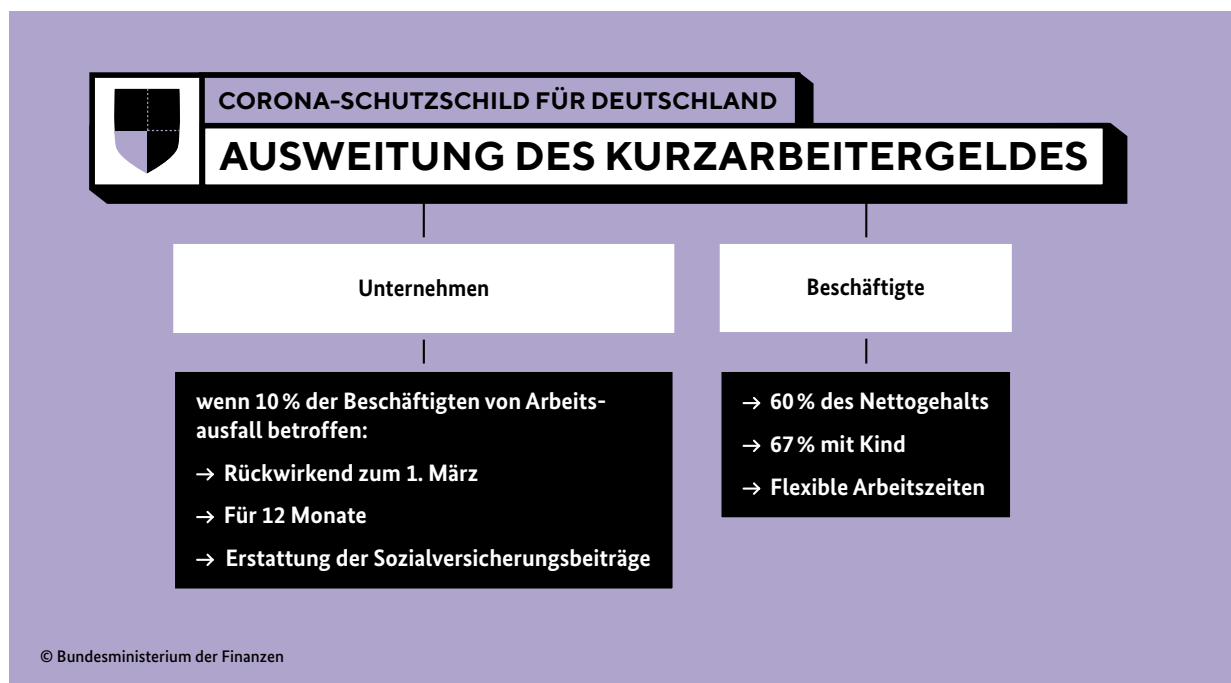 CORONA-SCHUTZSCHILD FÜR DEUTSCHLAND
AUSWEITUNG DES KURZARBEITERGELDES
Unternehmen
wenn 10 % der Beschäftigten von Arbeits-
ausfall betroffen:
→ Rückwirkend zum 1. März
→ Für 12 Monate
→ Erstattung der Sozialversicherungsbeiträge
Beschäftigte
→ 60 % des Nettogehalts
→ 67 % mit Kind
→ Flexible Arbeitszeiten
© Bundesministerium der Finanzen